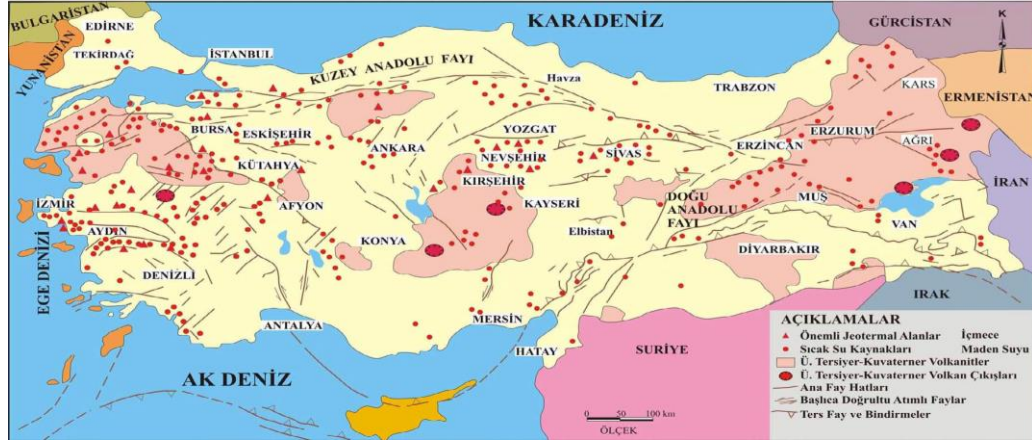 BULGARİSTAN
YUNANİSTAN
EDİRNE
TEKİRDAĞ
İSTANBUL
KARADENİZ
GÜRCİSTAN
K
KUZEY ANADOLU FAYI
Havza
TRABZON
KARS
ERMENİSTAN
BURSA
ESKİŞEHİR
ANKARA
YOZGAT
SİVAS
ERZİNCAN
ERZURUM
AĞRI
KÜTAHYA
NEVŞEHİR
KIRŞEHİR
KAYSERİ
İRAN
İZMİR
AFYON
DOĞU
ANADOLU
FAYI
MUŞ
VAN
EGE DENİZİ
AYDIN
KONYA
Elbistan
DİYARBAKIR
DENİZLİ
ANTALYA
MERSİN
HATAY
IRAK
SURİYE
AK DENİZ
AÇIKLAMALAR
Önemli Jeotermal Alanlar İçmece
Sıcak Su Kaynakları Maden Suyu
Ü. Tersiyer-Kuvaterner Volkanitler
Ü. Tersiyer-Kuvaterner Volkan Çıkışları
Ana Fay Hatları
Başlıca Doğrultu Atımlı Faylar
Ters Fay ve Bindirmeler
0 50 100 km
ÖLÇEK